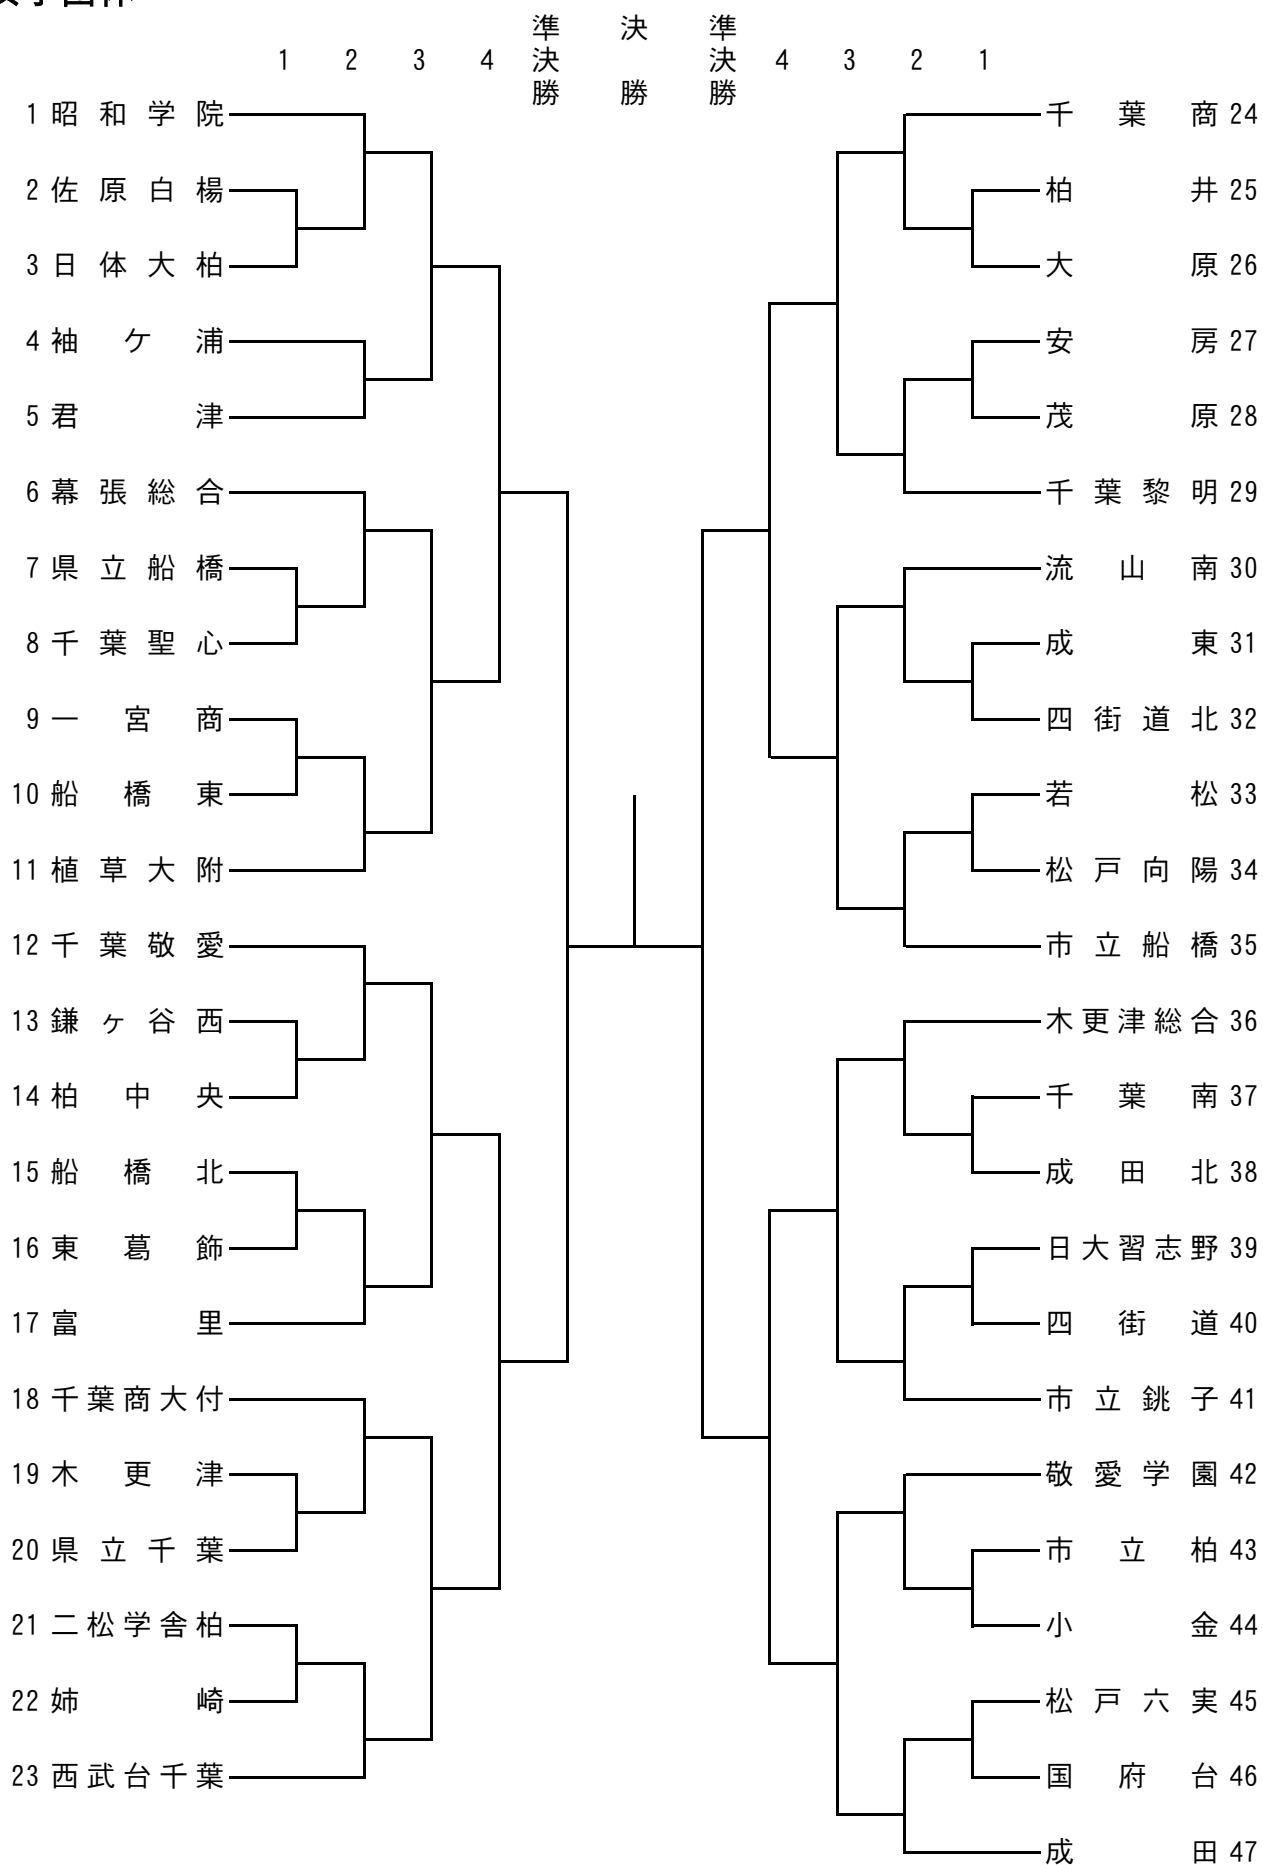 1 2 3 4 準決勝 決勝 準決勝 4 3 2 1
1 昭和学院
2 佐原白楊
3 日体大柏
4 袖ケ浦
5 君津
6 幕張総合
7 県立船橋
8 千葉聖心
9 一宮商
10 船橋東
11 植草大附
12 千葉敬愛
13 鎌ヶ谷西
14 柏中央
15 船橋北
16 東葛飾
17 富里
18 千葉商大付
19 木更津
20 県立千葉
21 二松学舎柏
22 姉崎
23 西武台千葉
千葉商 24
柏井 25
大原 26
安房 27
茂原 28
千葉黎明 29
流山南 30
成東 31
四街道北 32
若松 33
松戸向陽 34
市立船橋 35
木更津総合 36
千葉南 37
成田北 38
日大習志野 39
四街道 40
市立銚子 41
敬愛学園 42
市立柏 43
小金 44
松戸六実 45
国府台 46
成田 47